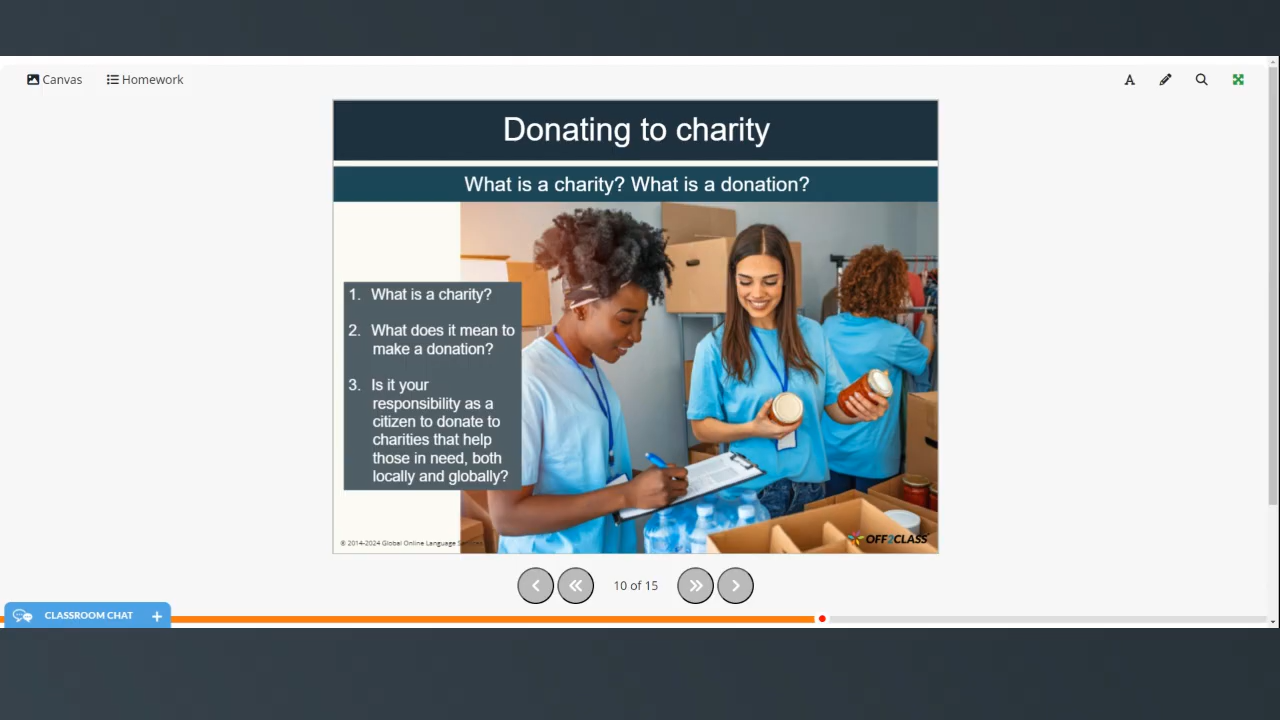 Canvas
Homework
A
Donating to charity
What is a charity? What is a donation?
1. What is a charity?
2. What does it mean to
make a donation?
3. Is it your
responsibility as a
citizen to donate to
charities that help
those in need, both
locally and globally?
© 2014-2024 Global Online Language
OFF2CLASS
10 of 15
CLASSROOM CHAT +